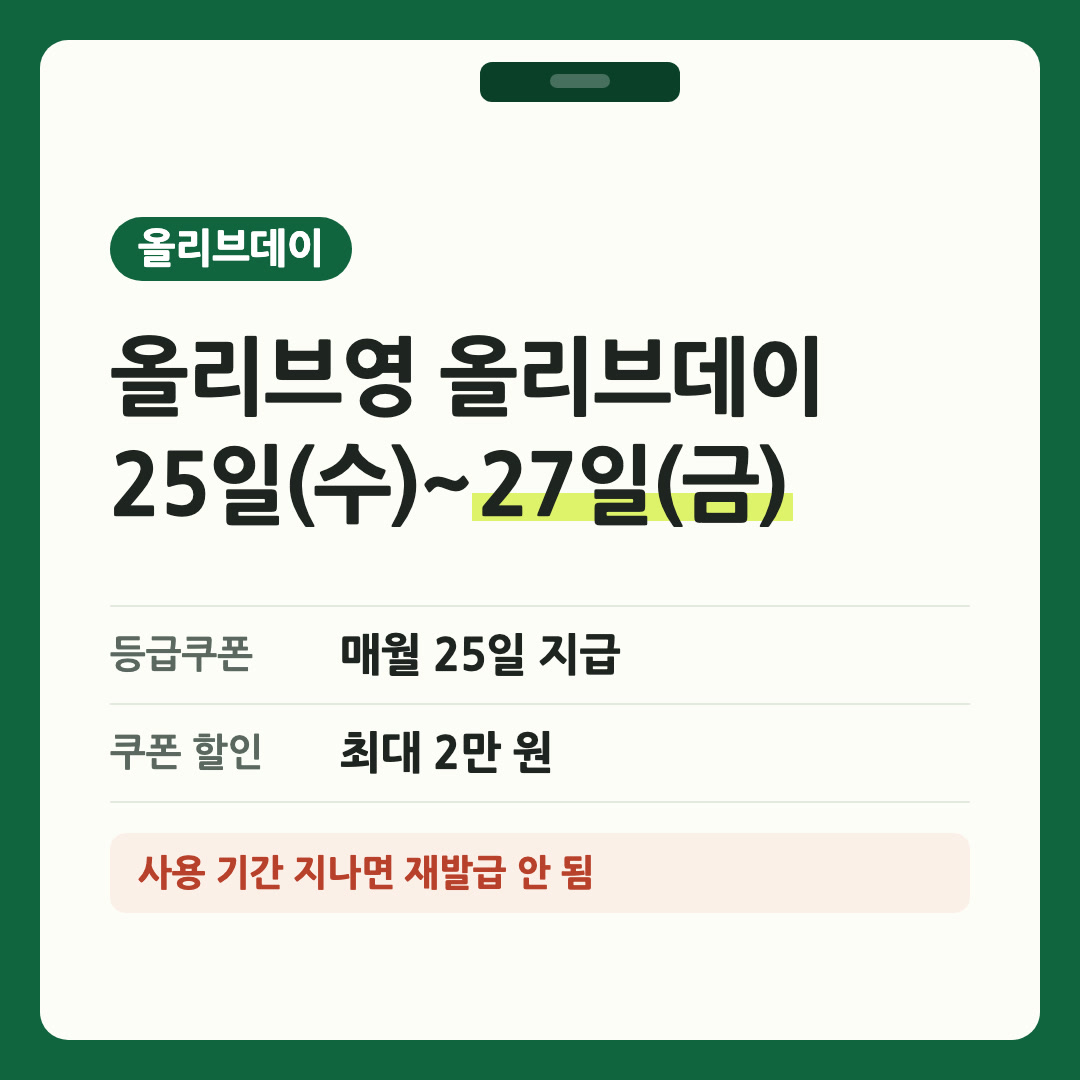 올리브데이
올리브영 올리브데이
25일(수)~27일(금)
등급쿠폰 매월 25일 지급
쿠폰 할인 최대 2만 원
사용 기간 지나면 재발급 안 됨